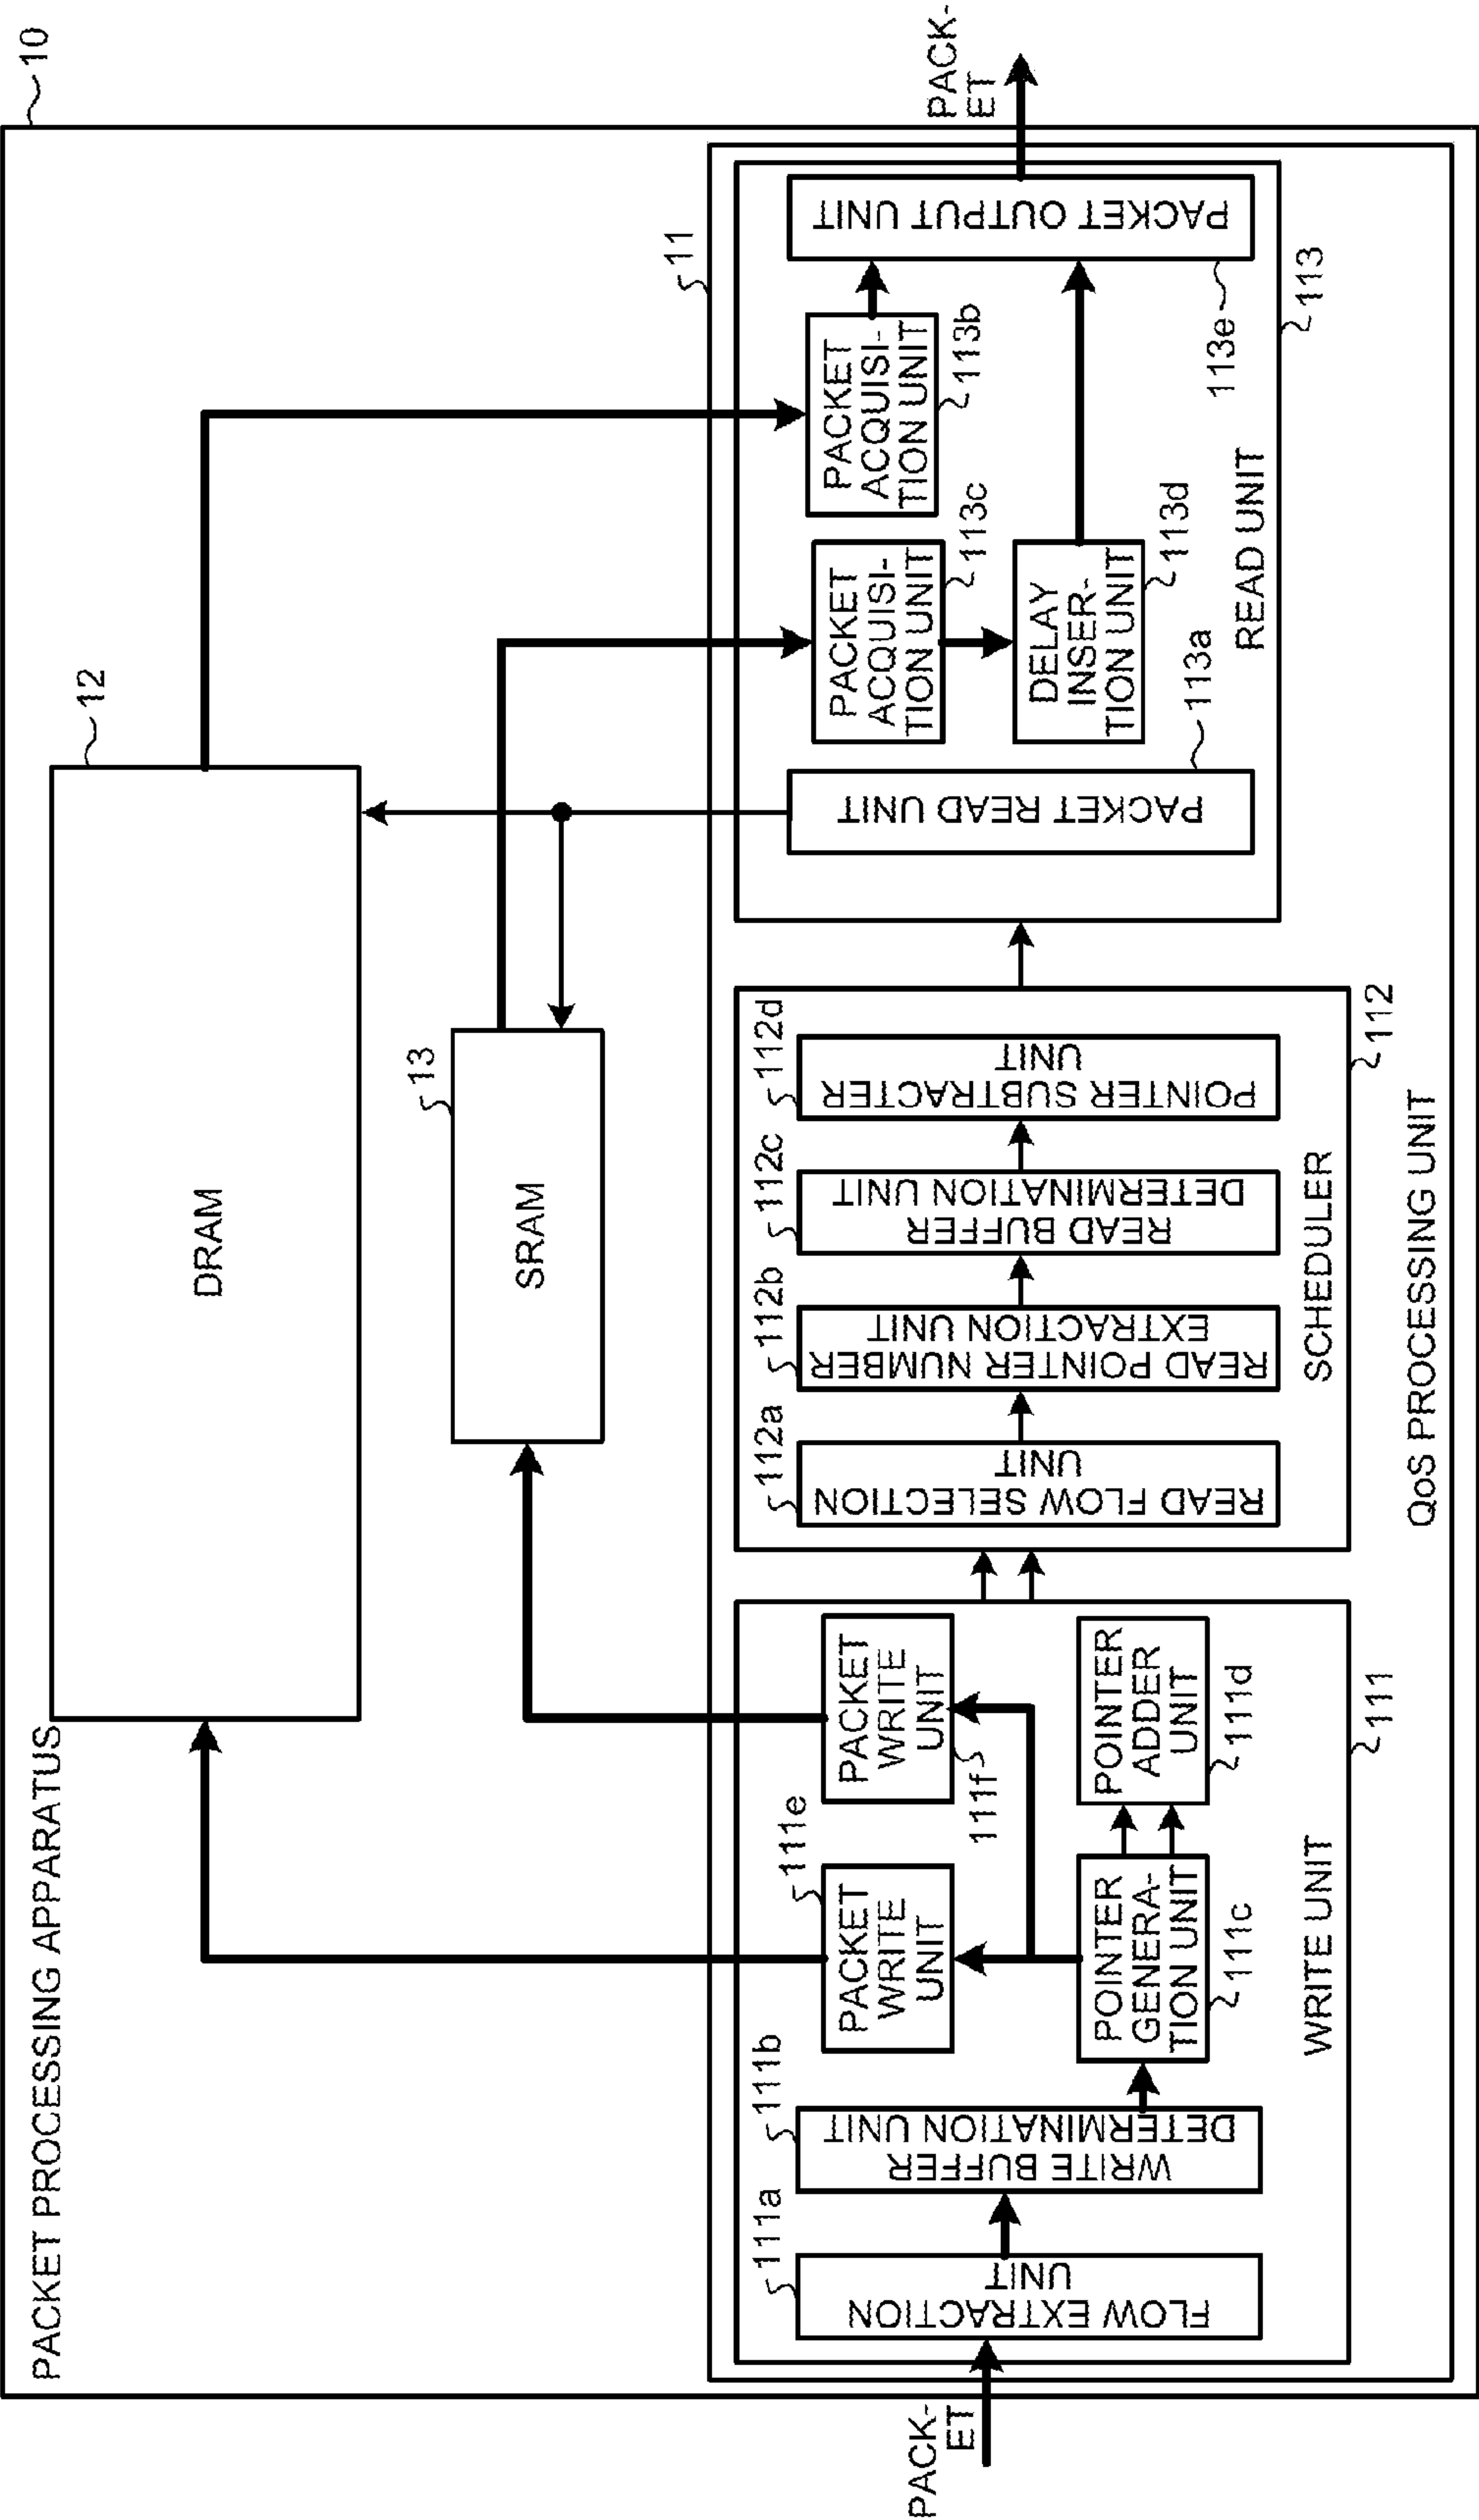 PACKET PROCESSING APPARATUS
10
12
DRAM
13
SRAM
11
PACK-
ET
111a
FLOW EXTRACTION
UNIT
111b
WRITE BUFFER
DETERMINATION UNIT
111e
PACKET
WRITE
UNIT
PACKET
WRITE
UNIT
111f
POINTER
GENERA-
TION UNIT
111c
POINTER
ADDER
UNIT
111d
WRITE UNIT
111
112a
READ FLOW SELECTION
UNIT
112b
READ POINTER NUMBER
EXTRACTION UNIT
112c
READ BUFFER
DETERMINATION UNIT
112d
POINTER SUBTRACTER
UNIT
SCHEDULER
112
PACKET READ UNIT
113a
PACKET
ACQUISI-
TION UNIT
113c
DELAY
INSER-
TION UNIT
113d
PACKET
ACQUISI-
TION UNIT
113b
PACKET OUTPUT UNIT
113e
READ UNIT
113
QoS PROCESSING UNIT
PACK-
ET